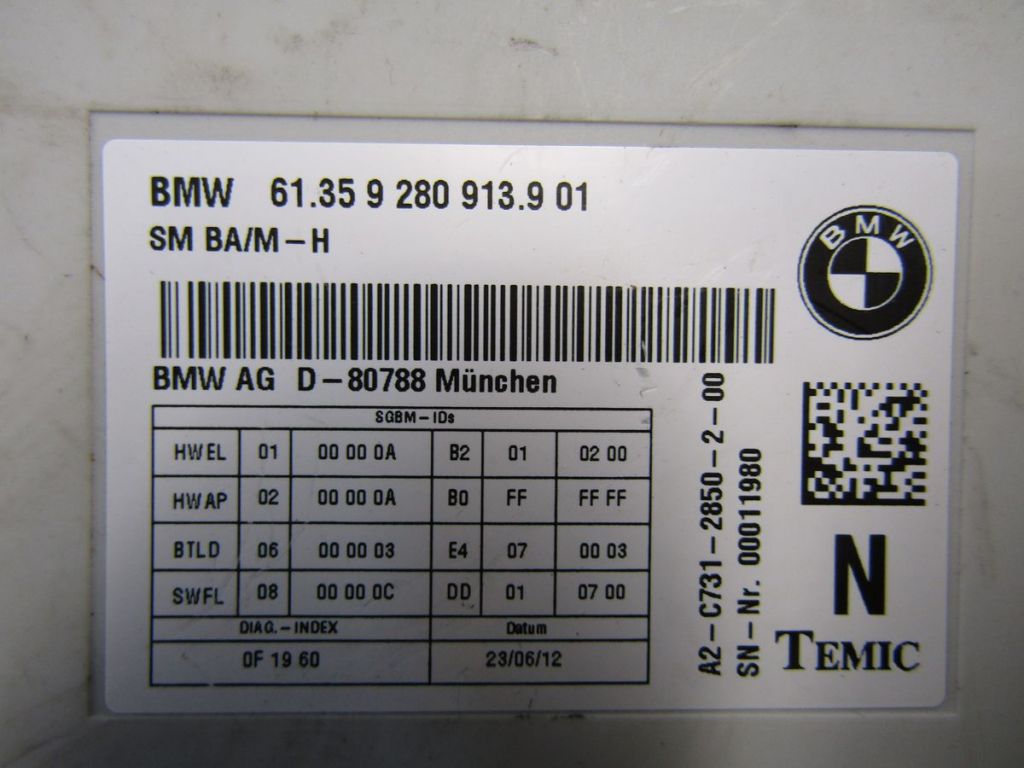 BMW 61.35 9 280 913.9 01
SM BA/M-H
BMW
BMW AG D-80788 München
SGBM-IDs
HWEL 01 00 00 0A B2 01 02 00
HWAP 02 00 00 0A B0 FF FF FF
BTLD 06 00 00 03 E4 07 00 03
SWFL 08 00 00 0C DD 01 07 00
DIAG.-INDEX Datum
0F 19 60 23/06/12
A2-C731-2850-2-00
SN-Nr. 00011980
N
TEMIC